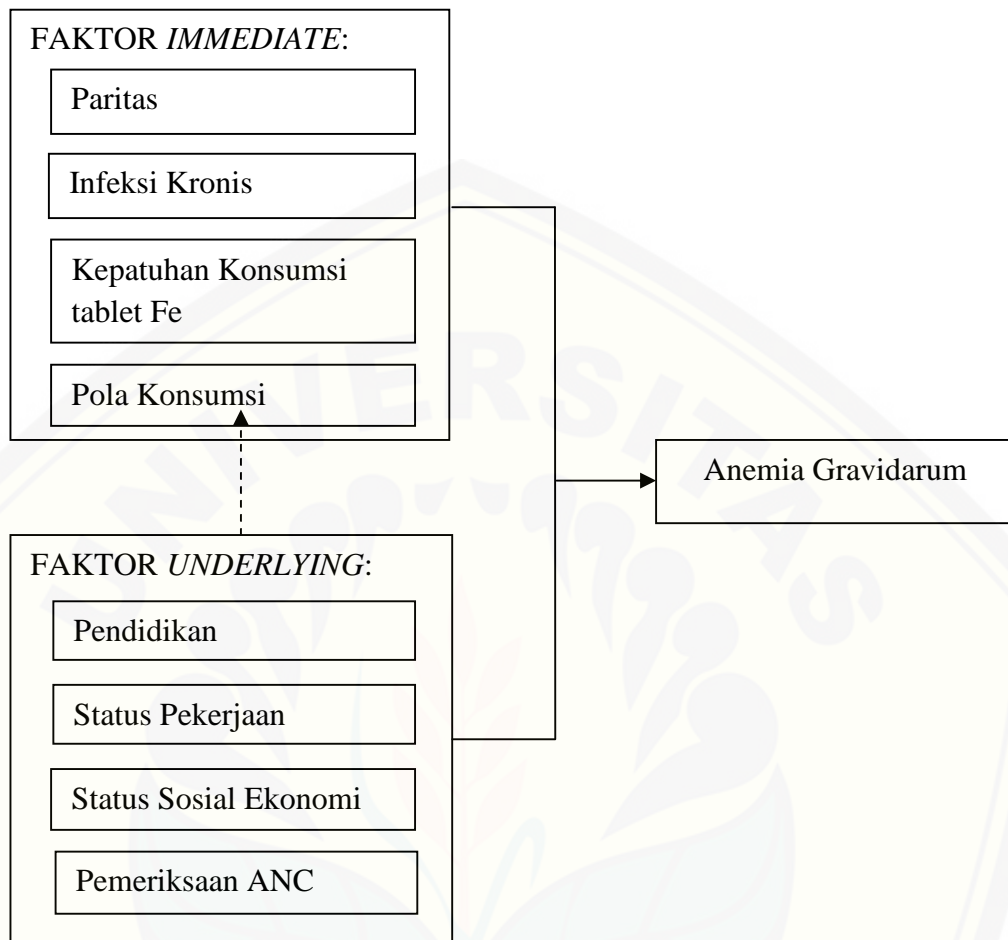 FAKTOR IMMEDIATE:
Paritas
Infeksi Kronis
Kepatuhan Konsumsi
tablet Fe
Pola Konsumsi
Anemia Gravidarum
FAKTOR UNDERLYING:
Pendidikan
Status Pekerjaan
Status Sosial Ekonomi
Pemeriksaan ANC
UNIVERSITAS